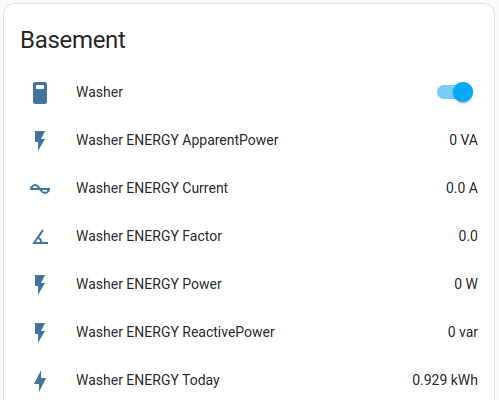 Basement
Washer
Washer ENERGY ApparentPower 0 VA
Washer ENERGY Current 0.0 A
Washer ENERGY Factor 0.0
Washer ENERGY Power 0 W
Washer ENERGY ReactivePower 0 var
Washer ENERGY Today 0.929 kWh